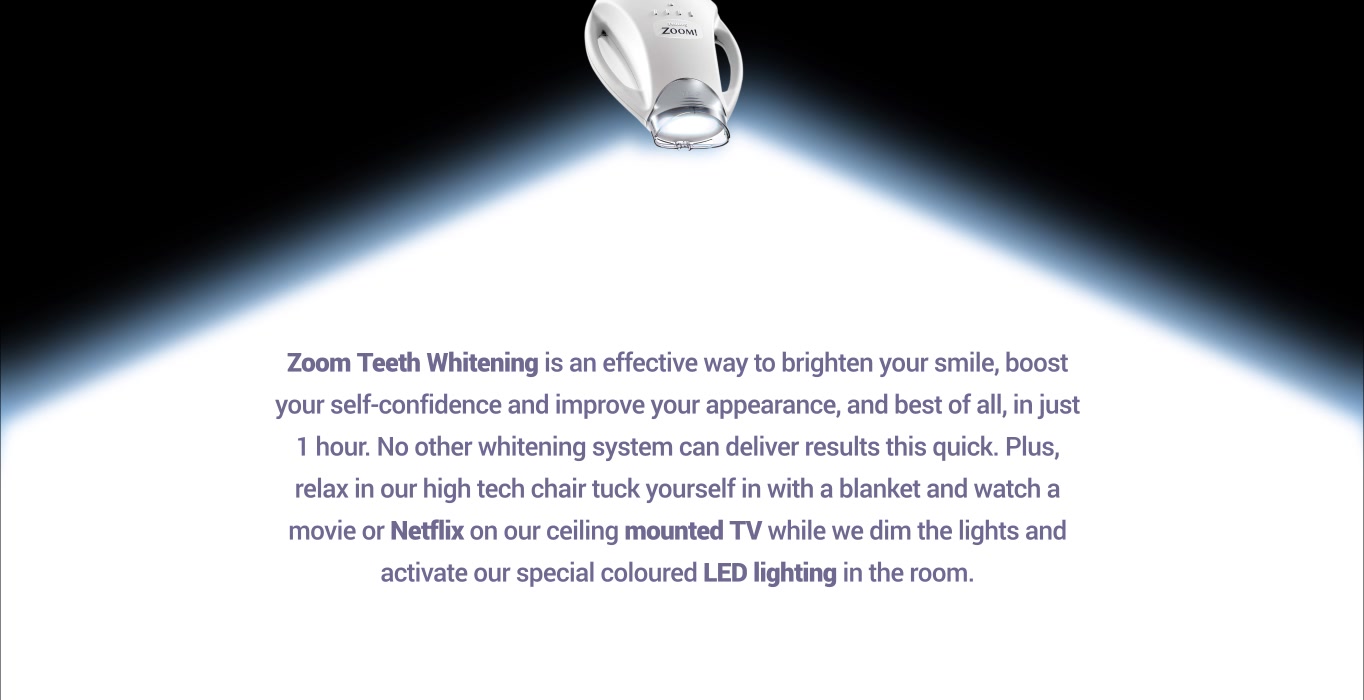 ZOOM!
Zoom Teeth Whitening is an effective way to brighten your smile, boost
your self-confidence and improve your appearance, and best of all, in just
1 hour. No other whitening system can deliver results this quick. Plus,
relax in our high tech chair tuck yourself in with a blanket and watch a
movie or Netflix on our ceiling mounted TV while we dim the lights and
activate our special coloured LED lighting in the room.